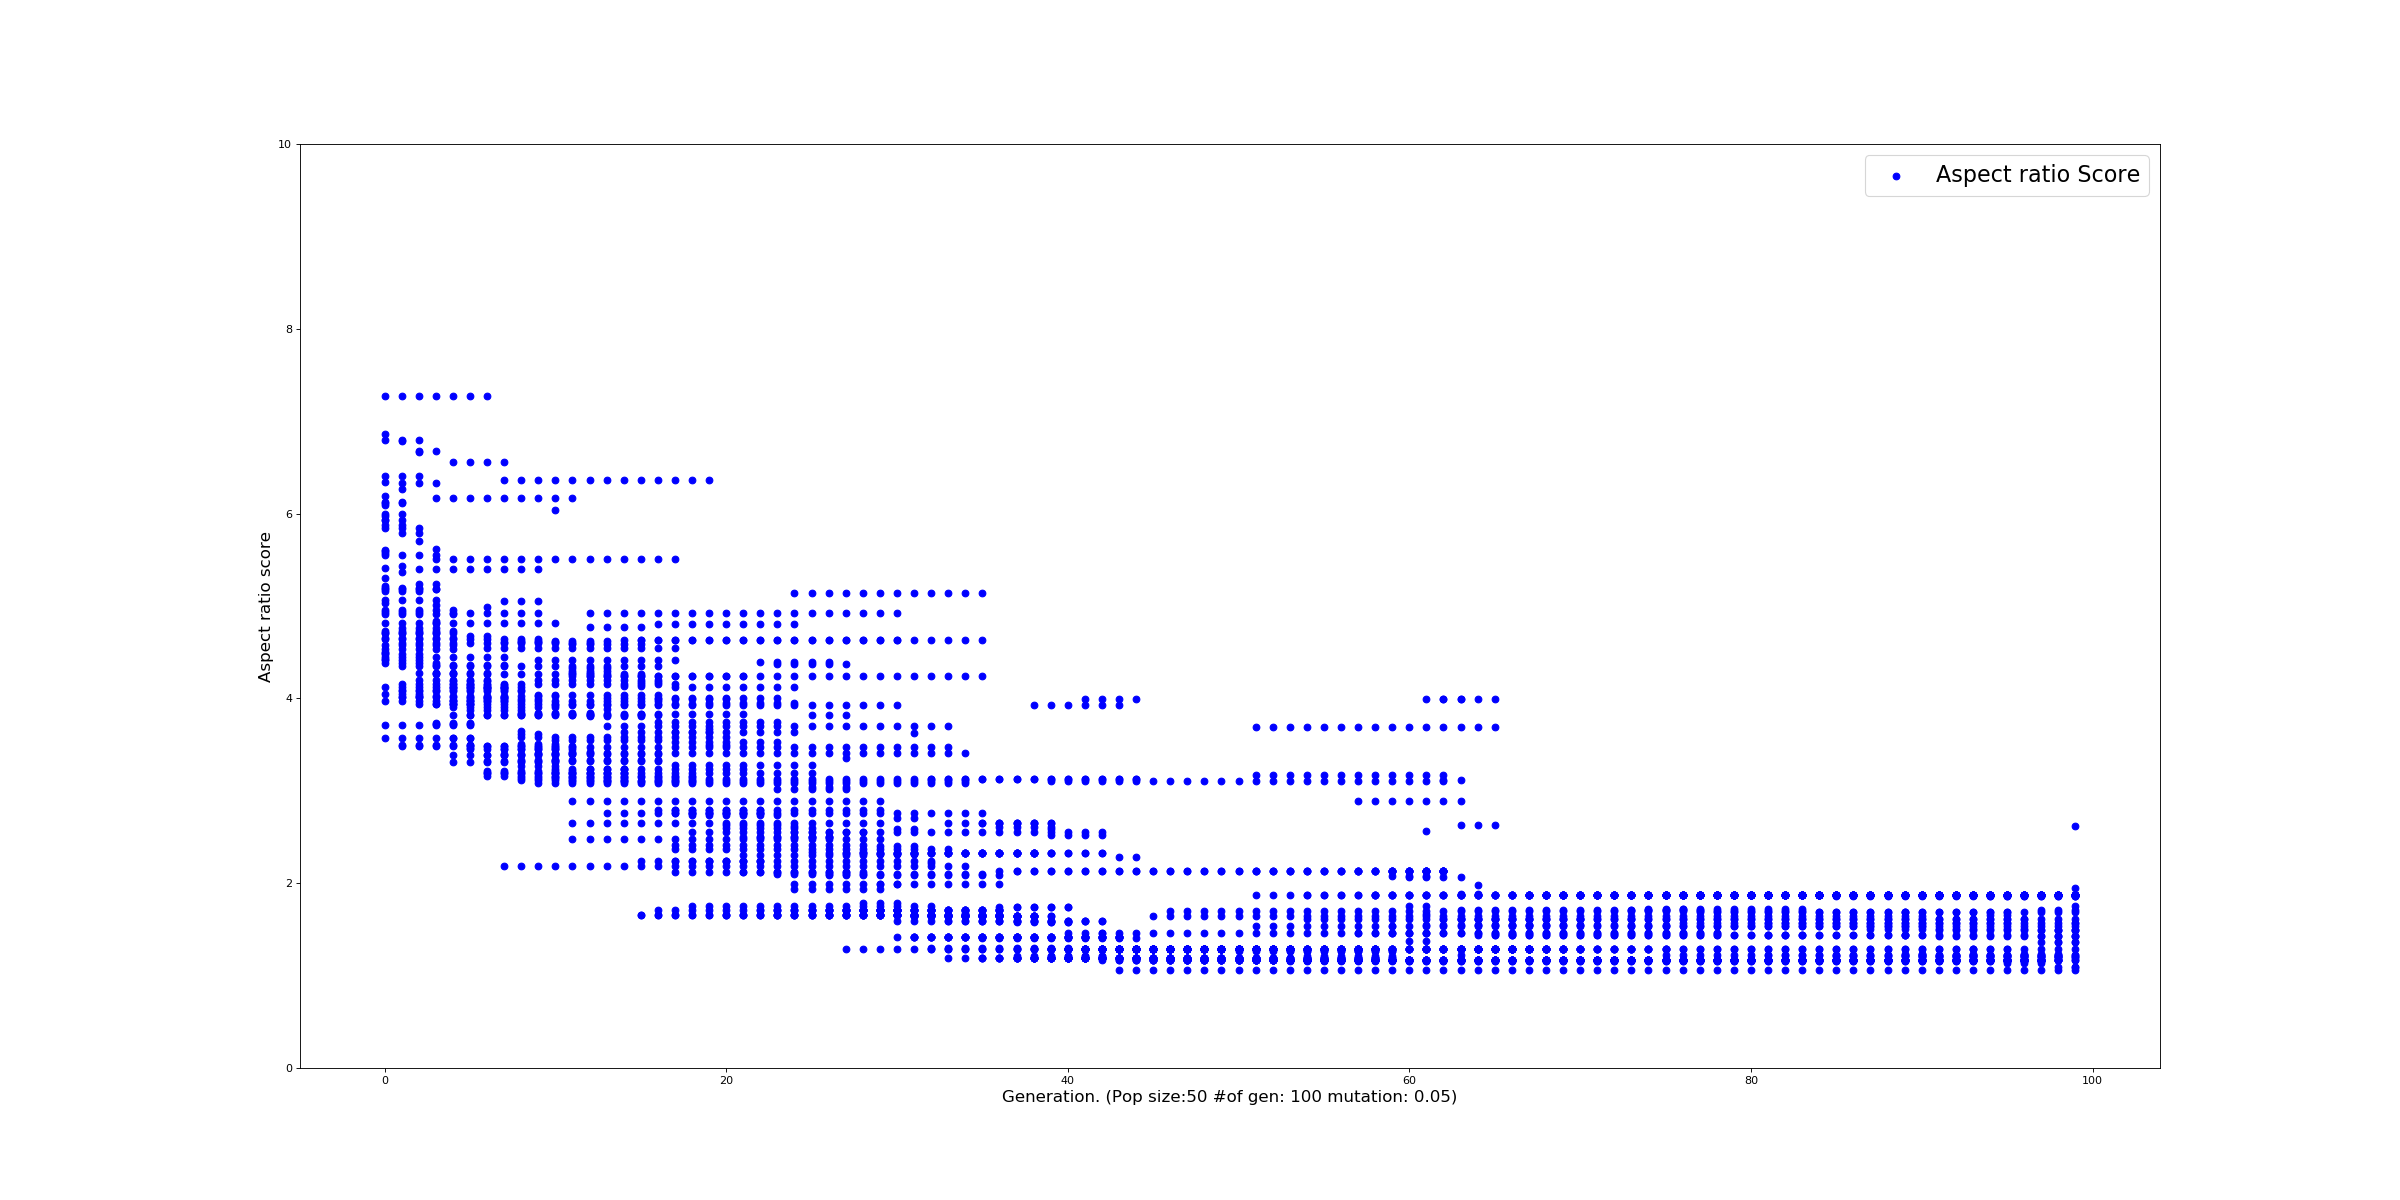 10
8
6
4
2
0
Aspect ratio score
Aspect ratio Score
0 20 40 60 80 100
Generation. (Pop size:50 #of gen: 100 mutation: 0.05)